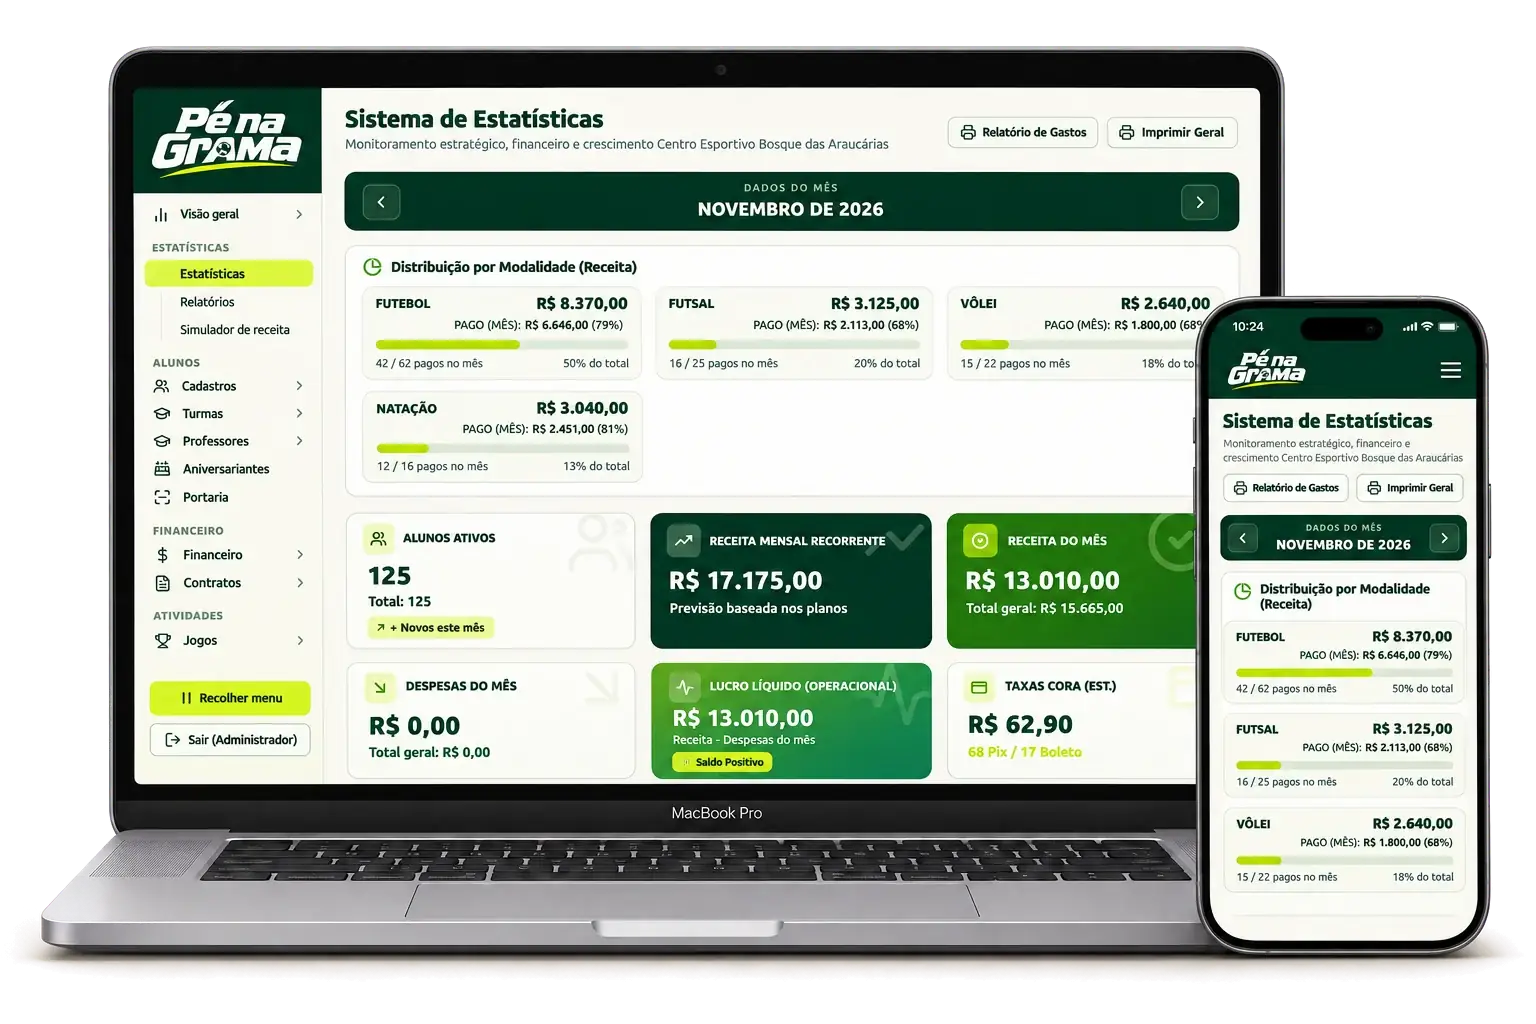 Pé na
GRAMA
Visão geral
ESTATÍSTICAS
Estatísticas
Relatórios
Simulador de receita
ALUNOS
Cadastros
Turmas
Professores
Aniversariantes
Portaria
FINANCEIRO
Financeiro
Contratos
ATIVIDADES
Jogos
Recolher menu
Sair (Administrador)
Sistema de Estatísticas
Monitoramento estratégico, financeiro e crescimento Centro Esportivo Bosque das Araucárias
Relatório de Gastos
Imprimir Geral
DADOS DO MÊS
NOVEMBRO DE 2026
Distribuição por Modalidade (Receita)
FUTEBOL R$ 8.370,00
PAGO (MÊS): R$ 6.646,00 (79%)
42 / 62 pagos no mês 50% do total
FUTSAL R$ 3.125,00
PAGO (MÊS): R$ 2.113,00 (68%)
16 / 25 pagos no mês 20% do total
VÔLEI R$ 2.640,00
PAGO (MÊS): R$ 1.800,00 (68%
15 / 22 pagos no mês 18% do to
NATAÇÃO R$ 3.040,00
PAGO (MÊS): R$ 2.451,00 (81%)
12 / 16 pagos no mês 13% do total
ALUNOS ATIVOS
125
Total: 125
+ Novos este mês
RECEITA MENSAL RECORRENTE
R$ 17.175,00
Previsão baseada nos planos
RECEITA DO MÊS
R$ 13.010,00
Total geral: R$ 15.665,00
DESPESAS DO MÊS
R$ 0,00
Total geral: R$ 0,00
LUCRO LÍQUIDO (OPERACIONAL)
R$ 13.010,00
Receita - Despesas do mês
Saldo Positivo
TAXAS CORA (EST.)
R$ 62,90
68 Pix / 17 Boleto
MacBook Pro
10:24
Pé na
GRAMA
Sistema de Estatísticas
Monitoramento estratégico, financeiro e
crescimento Centro Esportivo Bosque das Araucárias
Relatório de Gastos
Imprimir Geral
DADOS DO MÊS
NOVEMBRO DE 2026
Distribuição por Modalidade
(Receita)
FUTEBOL R$ 8.370,00
PAGO (MÊS): R$ 6.646,00 (79%)
42 / 62 pagos no mês 50% do total
FUTSAL R$ 3.125,00
PAGO (MÊS): R$ 2.113,00 (68%)
16 / 25 pagos no mês 20% do total
VÔLEI R$ 2.640,00
PAGO (MÊS): R$ 1.800,00 (68%)
15 / 22 pagos no mês 18% do total